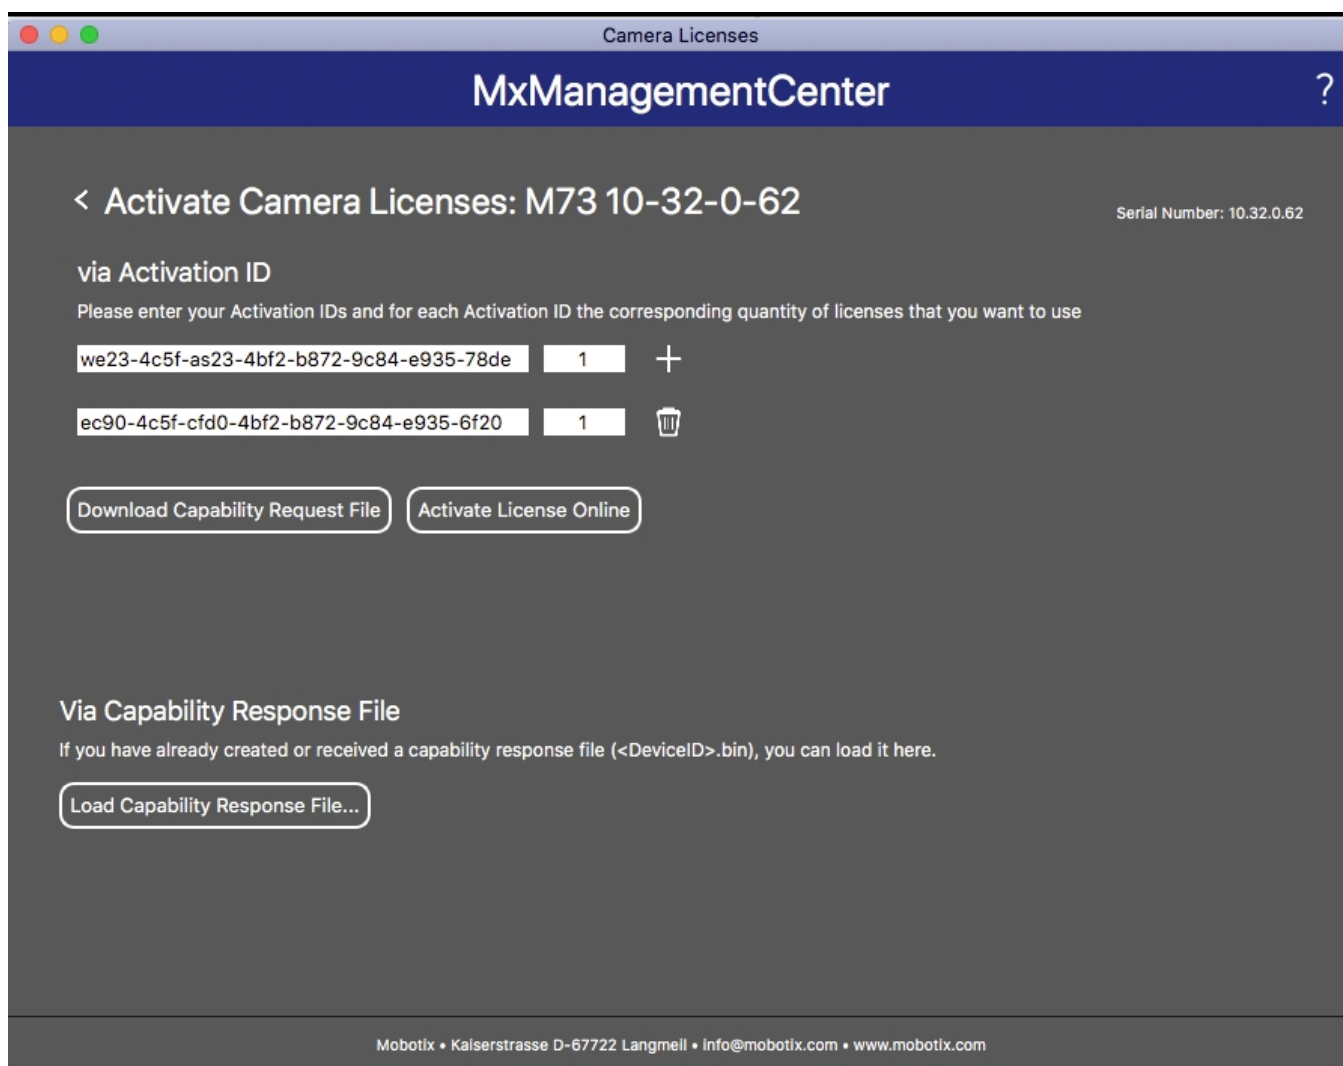 Camera Licenses
MxManagementCenter
?
< Activate Camera Licenses: M73 10-32-0-62
Serial Number: 10.32.0.62
via Activation ID
Please enter your Activation IDs and for each Activation ID the corresponding quantity of licenses that you want to use
we23-4c5f-as23-4bf2-b872-9c84-e935-78de 1 +
ec90-4c5f-cfd0-4bf2-b872-9c84-e935-6f20 1
Download Capability Request File Activate License Online
Via Capability Response File
If you have already created or received a capability response file (<DeviceID>.bin), you can load it here.
Load Capability Response File...
Mobotix • Kaiserstrasse D-67722 Langmeil • info@mobotix.com • www.mobotix.com